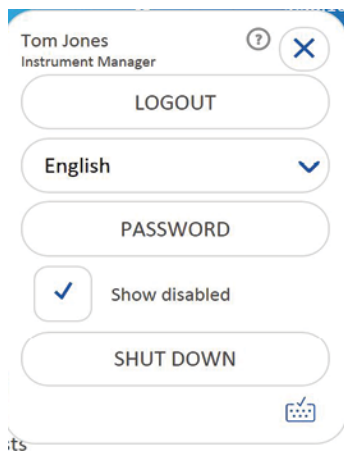 Tom Jones
Instrument Manager
LOGOUT
English
PASSWORD
Show disabled
SHUT DOWN